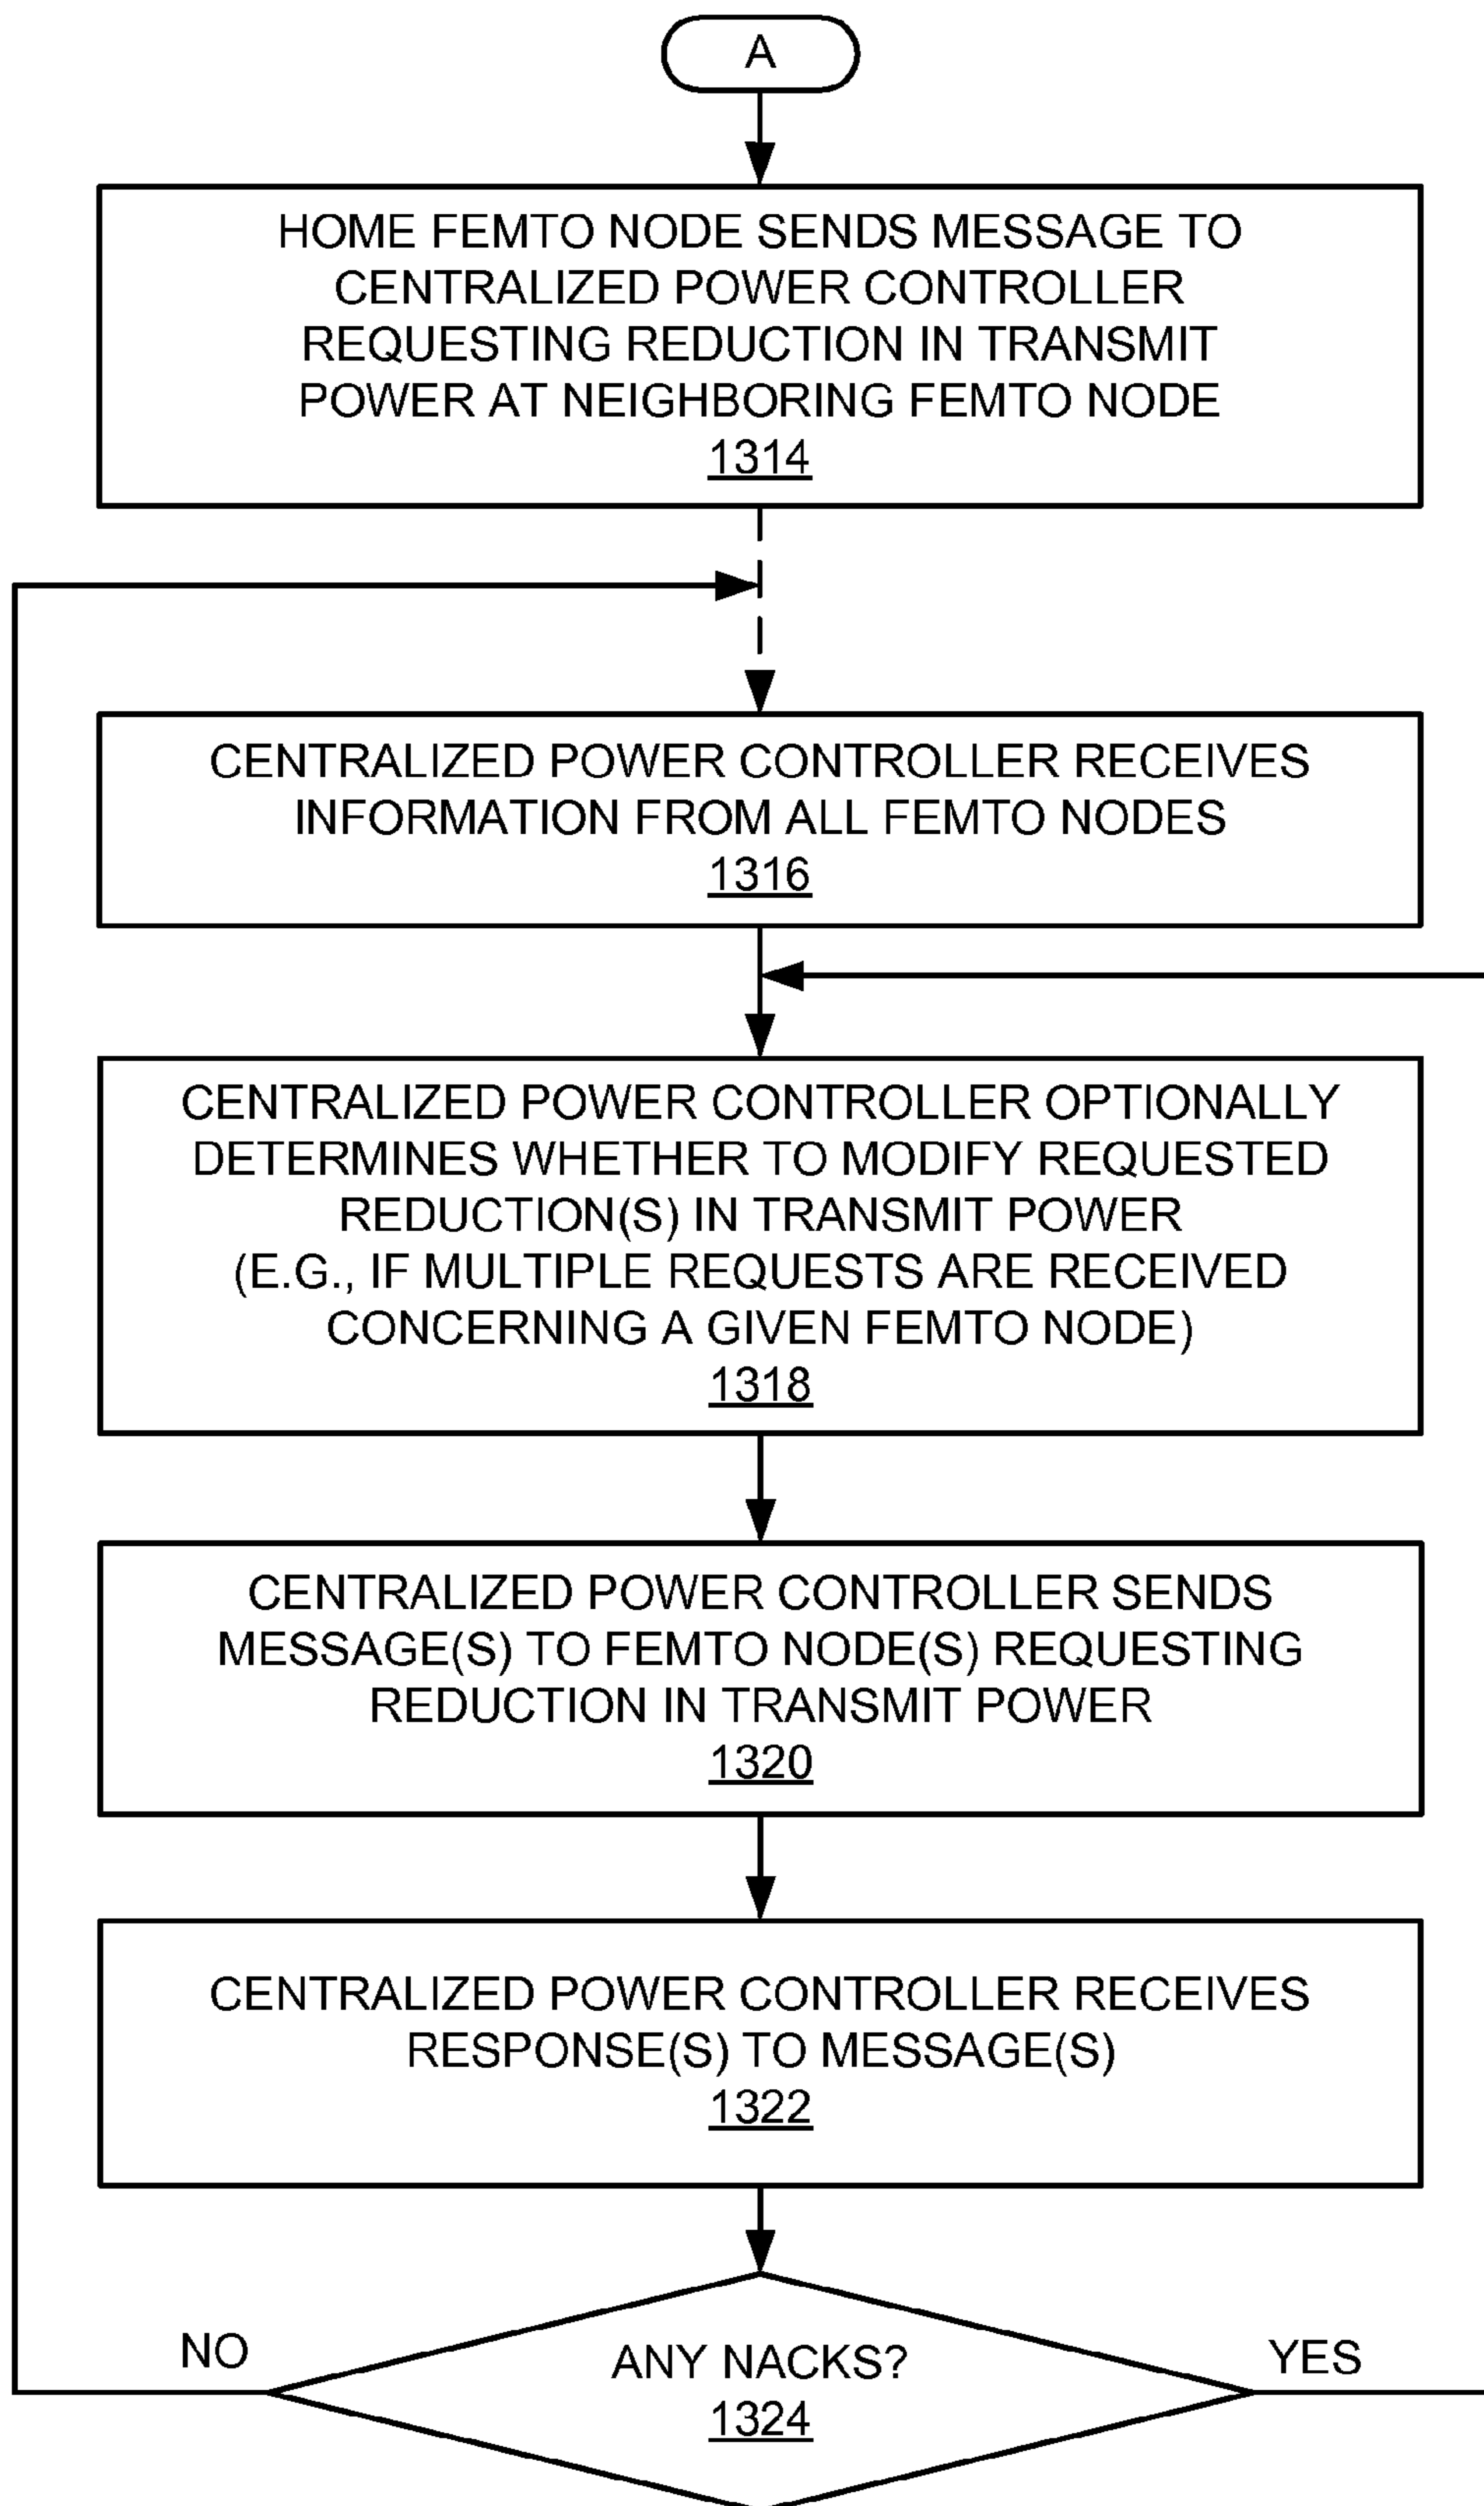 A
HOME FEMTO NODE SENDS MESSAGE TO
CENTRALIZED POWER CONTROLLER
REQUESTING REDUCTION IN TRANSMIT
POWER AT NEIGHBORING FEMTO NODE
1314
CENTRALIZED POWER CONTROLLER RECEIVES
INFORMATION FROM ALL FEMTO NODES
1316
CENTRALIZED POWER CONTROLLER OPTIONALLY
DETERMINES WHETHER TO MODIFY REQUESTED
REDUCTION(S) IN TRANSMIT POWER
(E.G., IF MULTIPLE REQUESTS ARE RECEIVED
CONCERNING A GIVEN FEMTO NODE)
1318
CENTRALIZED POWER CONTROLLER SENDS
MESSAGE(S) TO FEMTO NODE(S) REQUESTING
REDUCTION IN TRANSMIT POWER
1320
CENTRALIZED POWER CONTROLLER RECEIVES
RESPONSE(S) TO MESSAGE(S)
1322
NO
ANY NACKS?
YES
1324